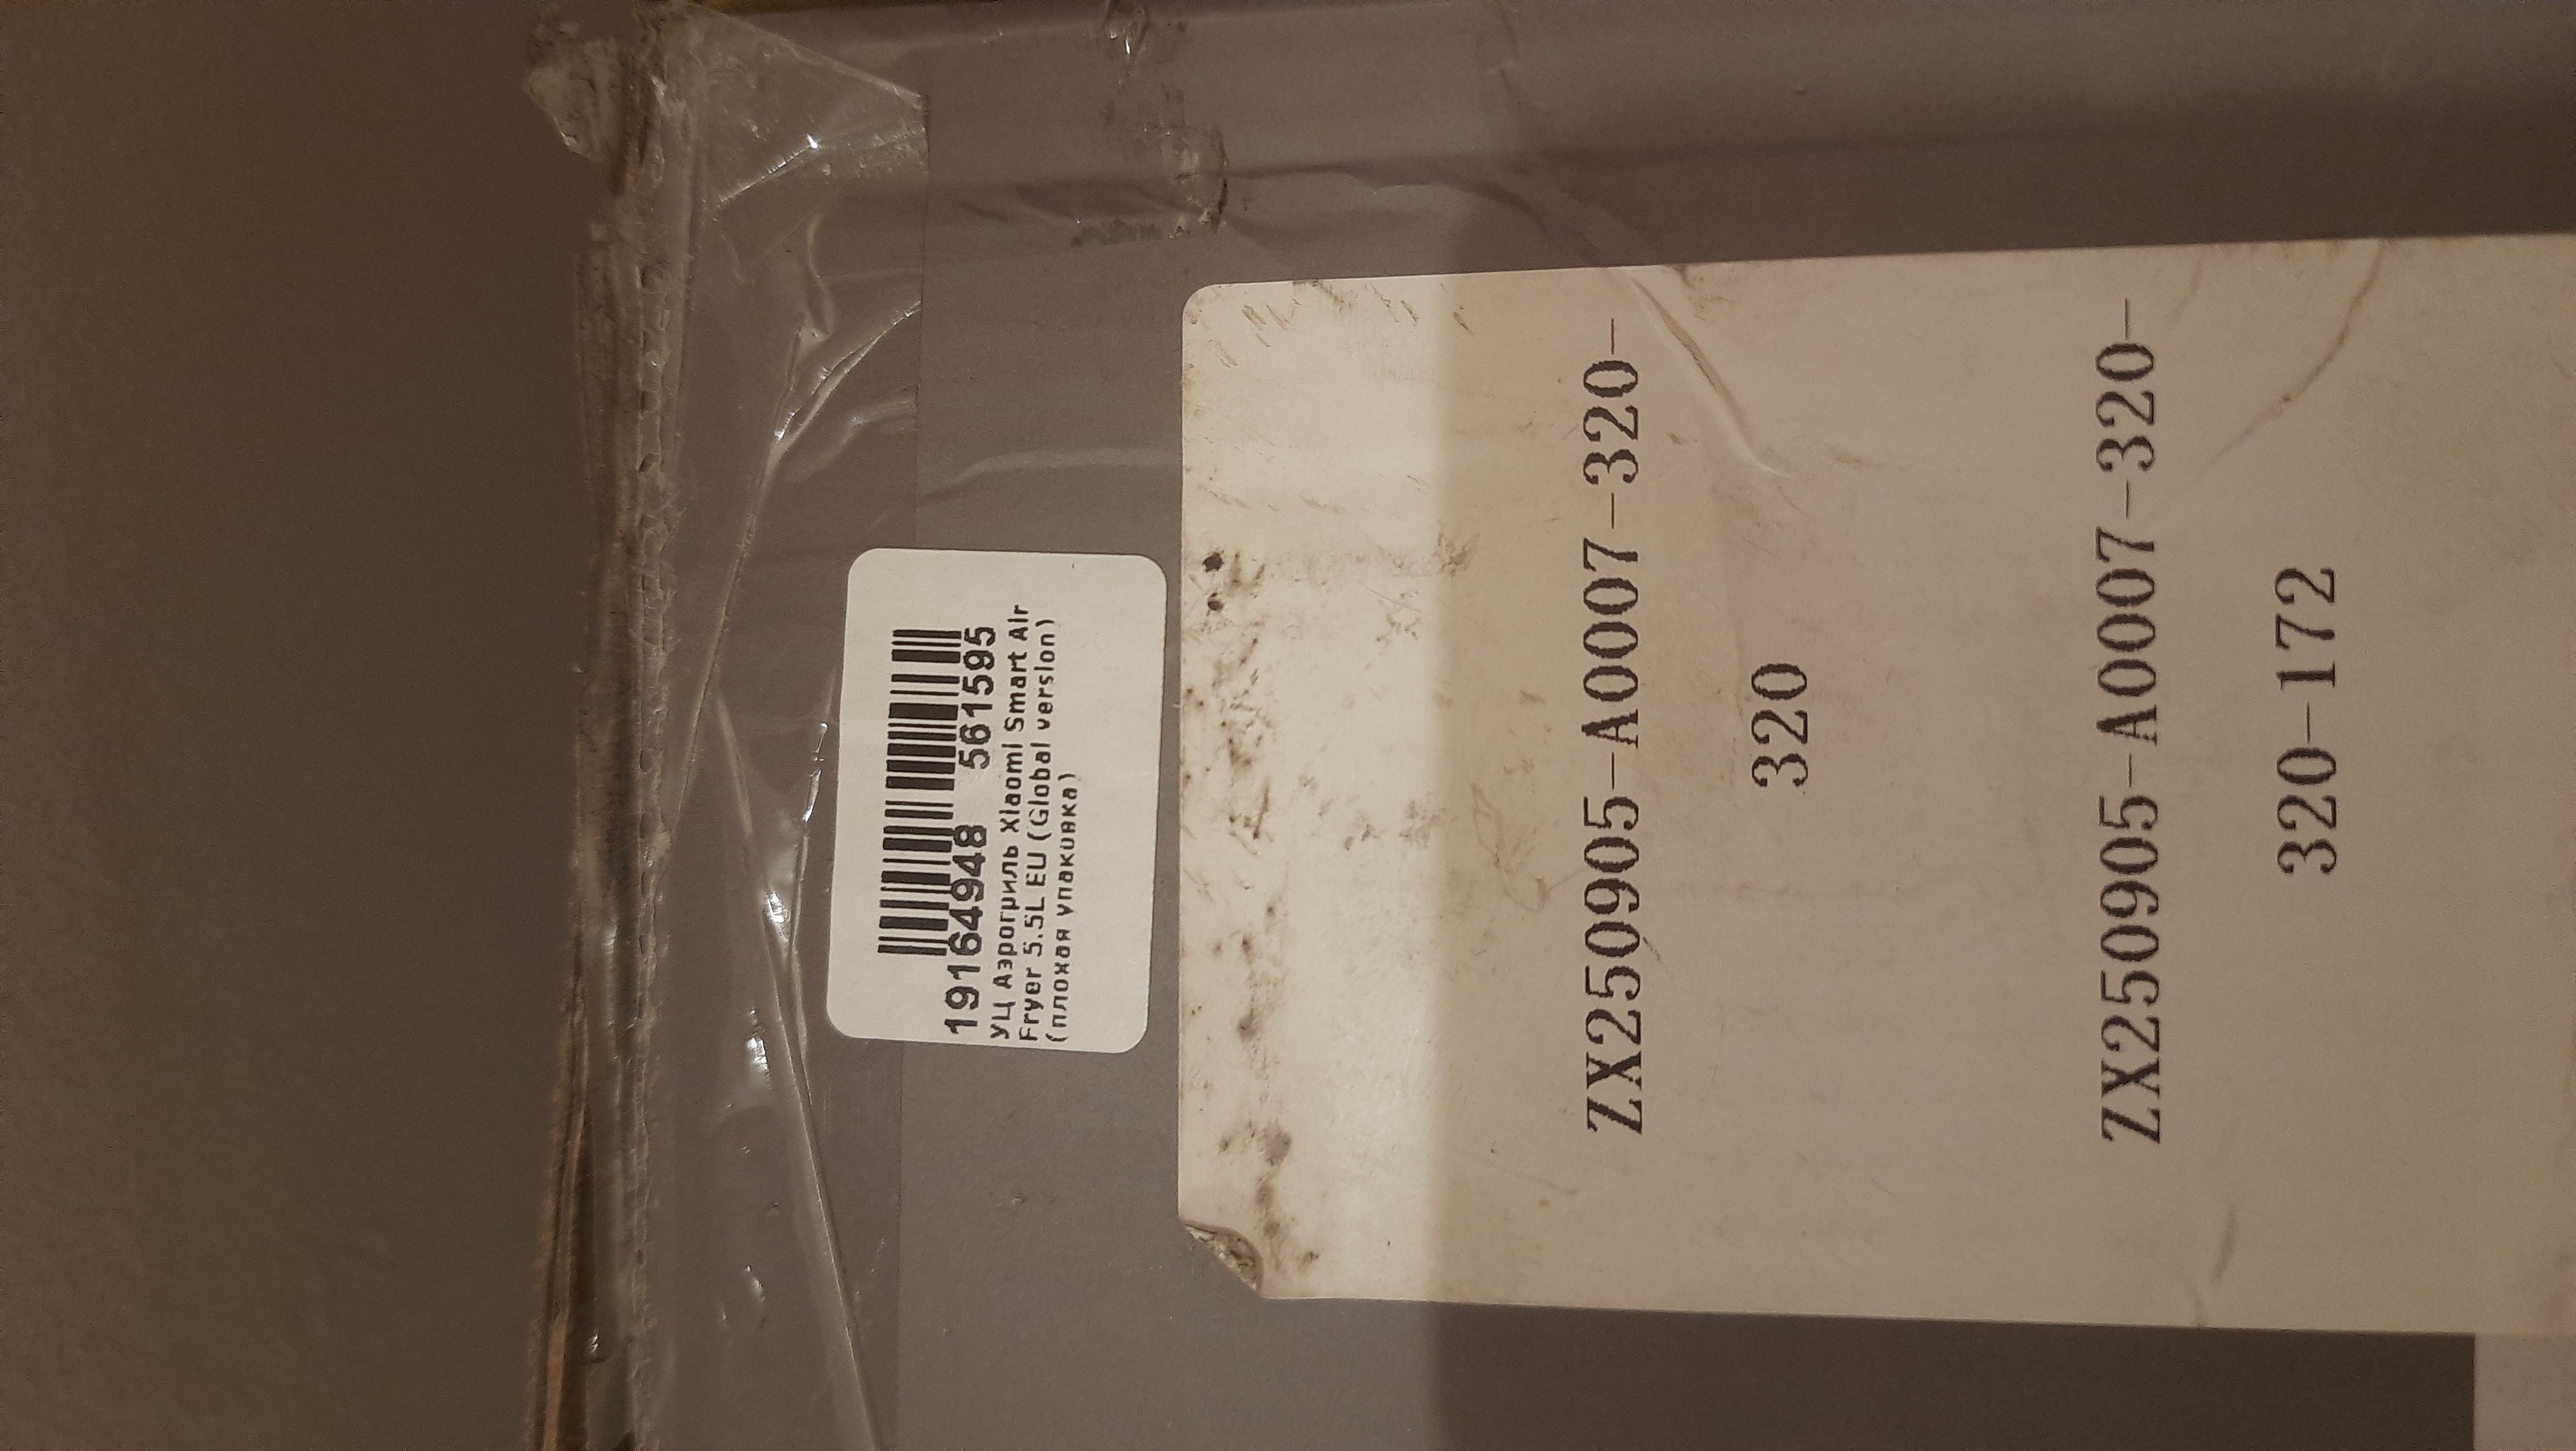 19164948 5611595
УЦ Аэрогриль Xiaomi Smart Air
Fryer 5.5L EU (Global version)
(плохая упаковка)
ZX250905-A0007-320-
320
ZX250905-A0007-320-
320-172